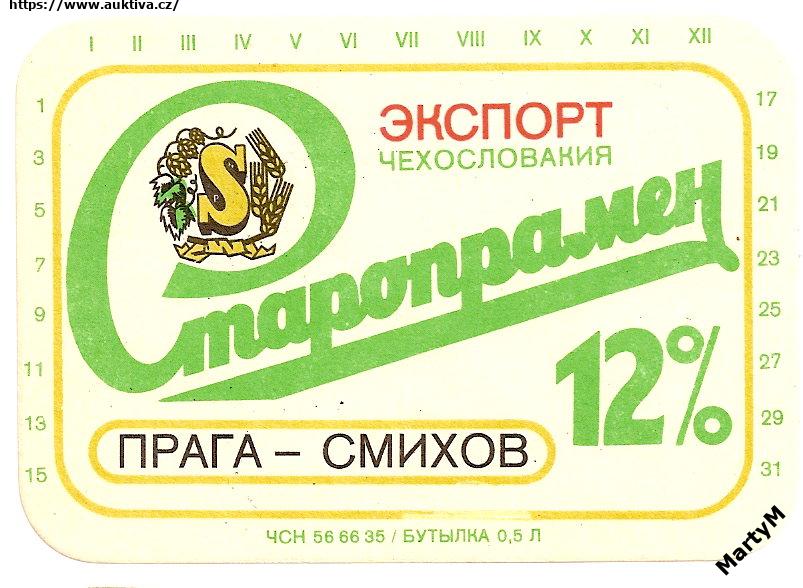 https://www.auktiva.cz/
I II III IV V VI VII VIII IX X XI XII
1
3
5
7
9
11
13
15
S
P
ЭКСПОРТ
ЧЕХОСЛОВАКИЯ
Старопрамен
12%
ПРАГА – СМИХОВ
17
19
21
23
25
27
29
31
ЧСН 56 66 35 / БУТЫЛКА 0,5 Л
MartyM